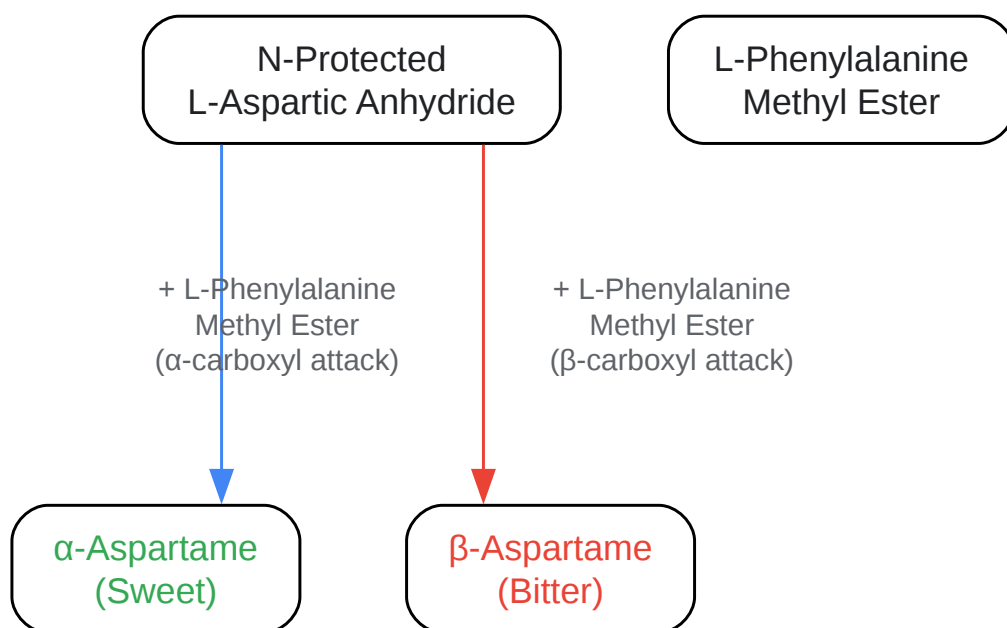 N-Protected
L-Aspartic Anhydride
L-Phenylalanine
Methyl Ester
+ L-Phenylalanine
Methyl Ester
(α-carboxyl attack)
+ L-Phenylalanine
Methyl Ester
(β-carboxyl attack)
α-Aspartame
(Sweet)
β-Aspartame
(Bitter)